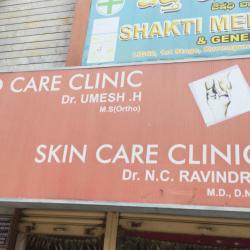 SHAKTI ME
& GENE
O CARE CLINIC
Dr. UMESH .H
M.S(Ortho)
SKIN CARE CLINIC
Dr. N.C. RAVINDR
M.D., D.N